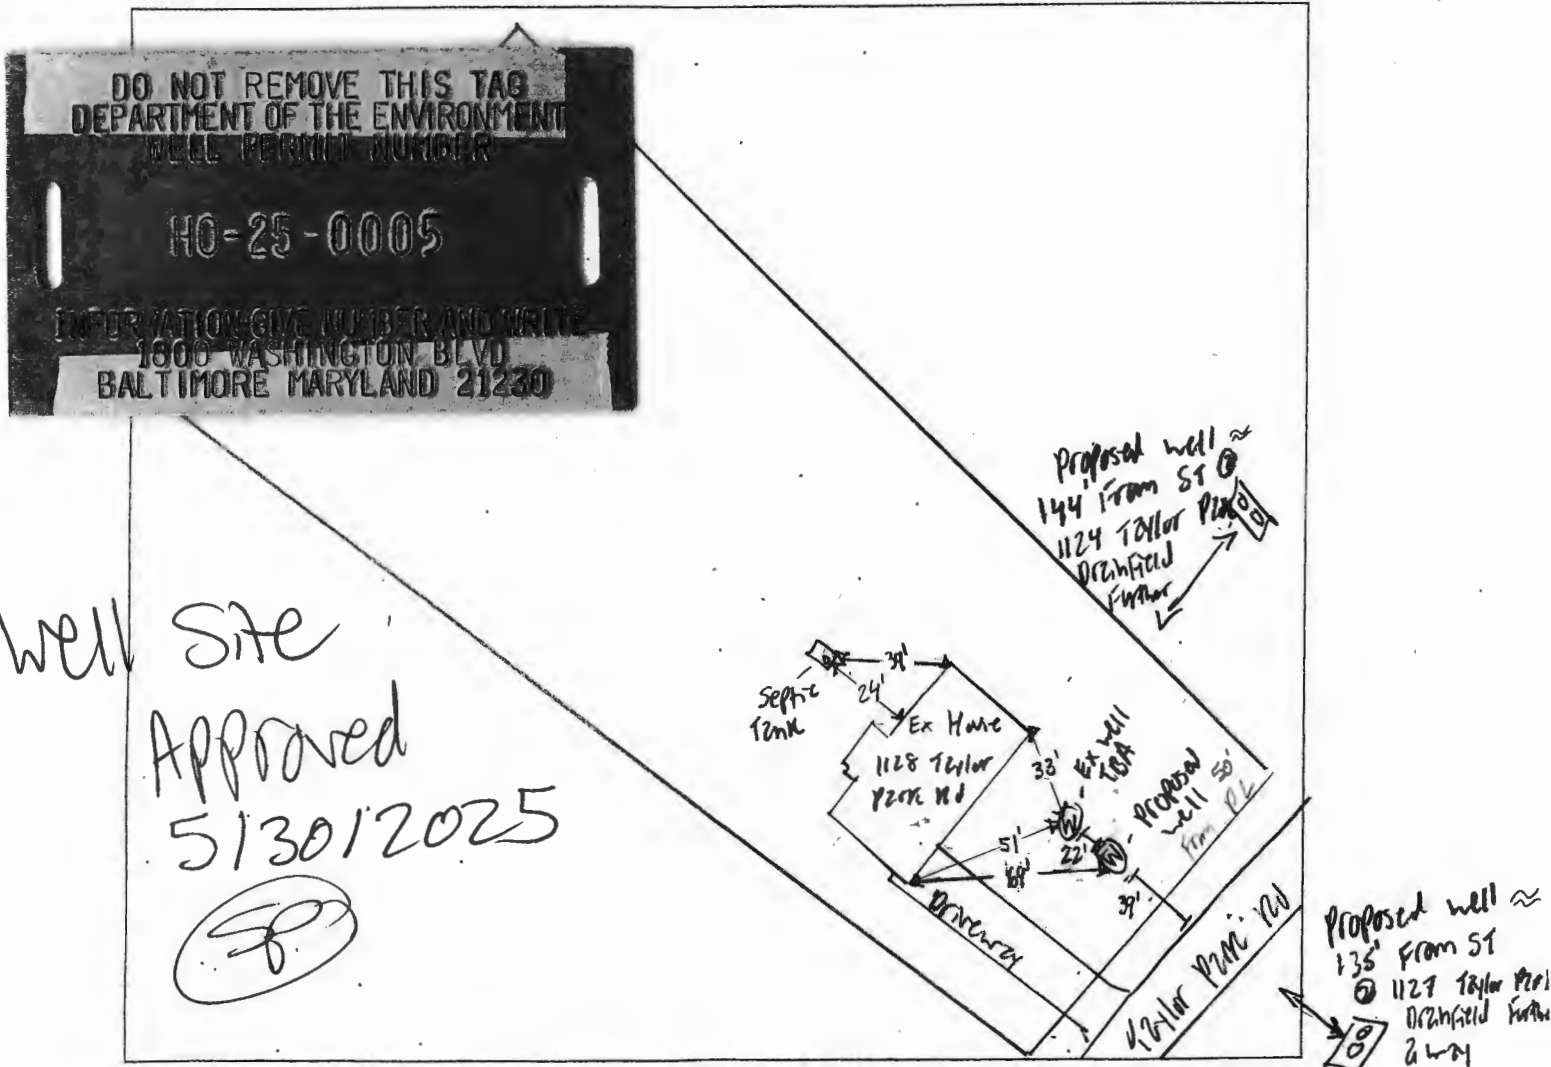 DO NOT REMOVE THIS TAG
DEPARTMENT OF THE ENVIRONMENT
WELL PERMIT NUMBER
HO-25-0005
INFORMATION-GIVE NUMBER AND WRITE
1800 WASHINGTON BLVD
BALTIMORE MARYLAND 21230
Well Site
Approved
5/30/2025
Proposed well ≈
144' From ST @
1124 Taylor Park
Drainfield
Further
Septic
Tank
39'
24'
Ex House
1128 Taylor
Park Rd
33'
Ex well
TBA
Proposed
well
50'
From PL
W
W
51'
22'
69'
39'
Driveway
Taylor Park Rd
Proposed well ≈
135' From ST
@ 1127 Taylor Park
Drainfield Further
away